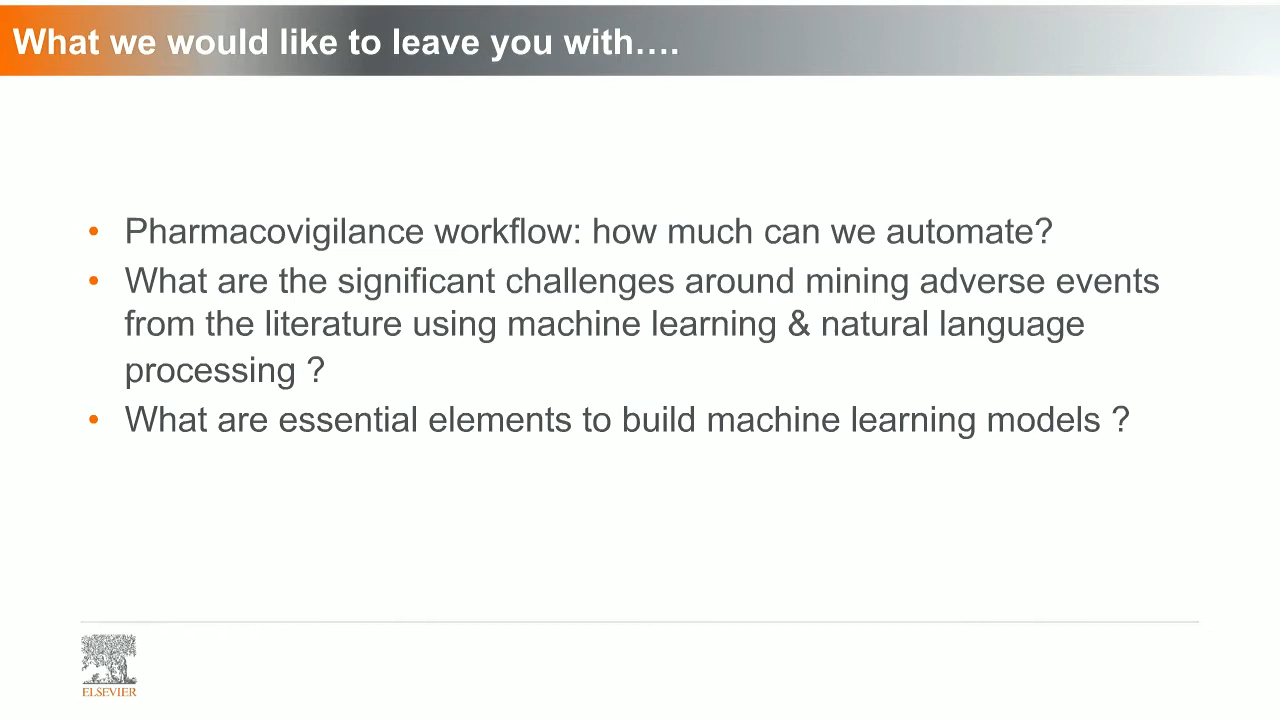 What we would like to leave you with....
• Pharmacovigilance workflow: how much can we automate?
• What are the significant challenges around mining adverse events
from the literature using machine learning & natural language
processing ?
• What are essential elements to build machine learning models ?
ELSEVIER